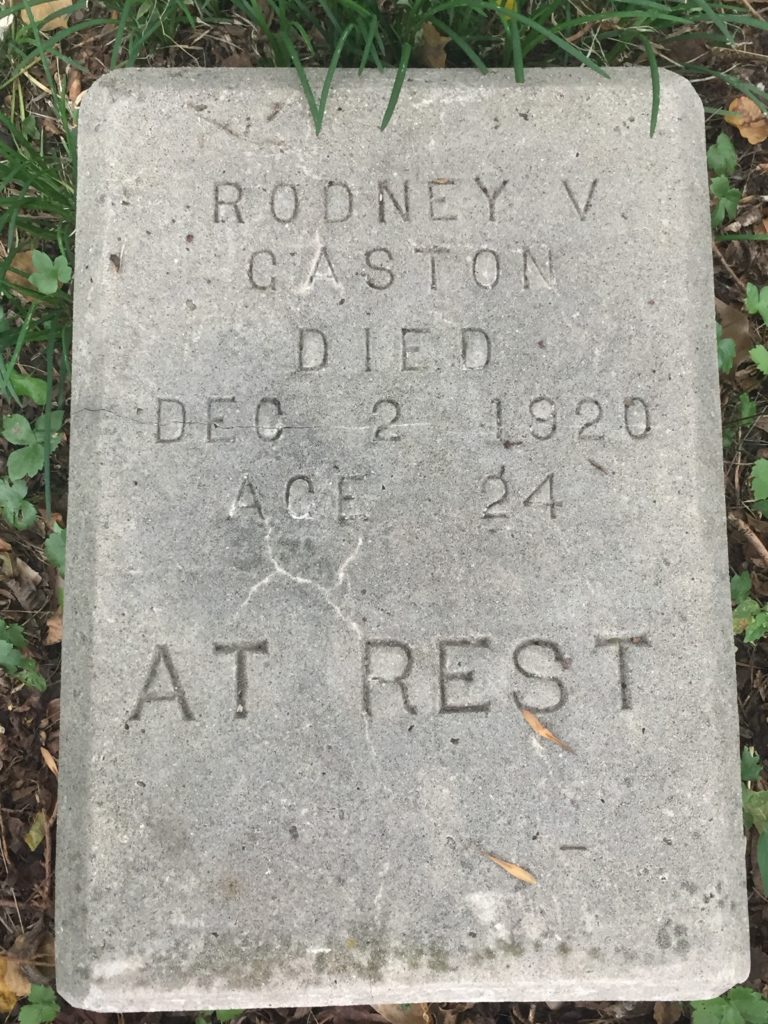 RODNEY V.
GASTON
DIED
DEC 2 1920
AGE 24
AT REST